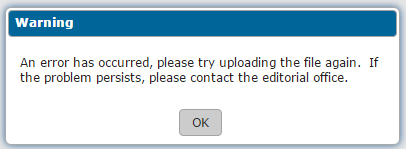 Warning
An error has occurred, please try uploading the file again.  If
the problem persists, please contact the editorial office.
OK